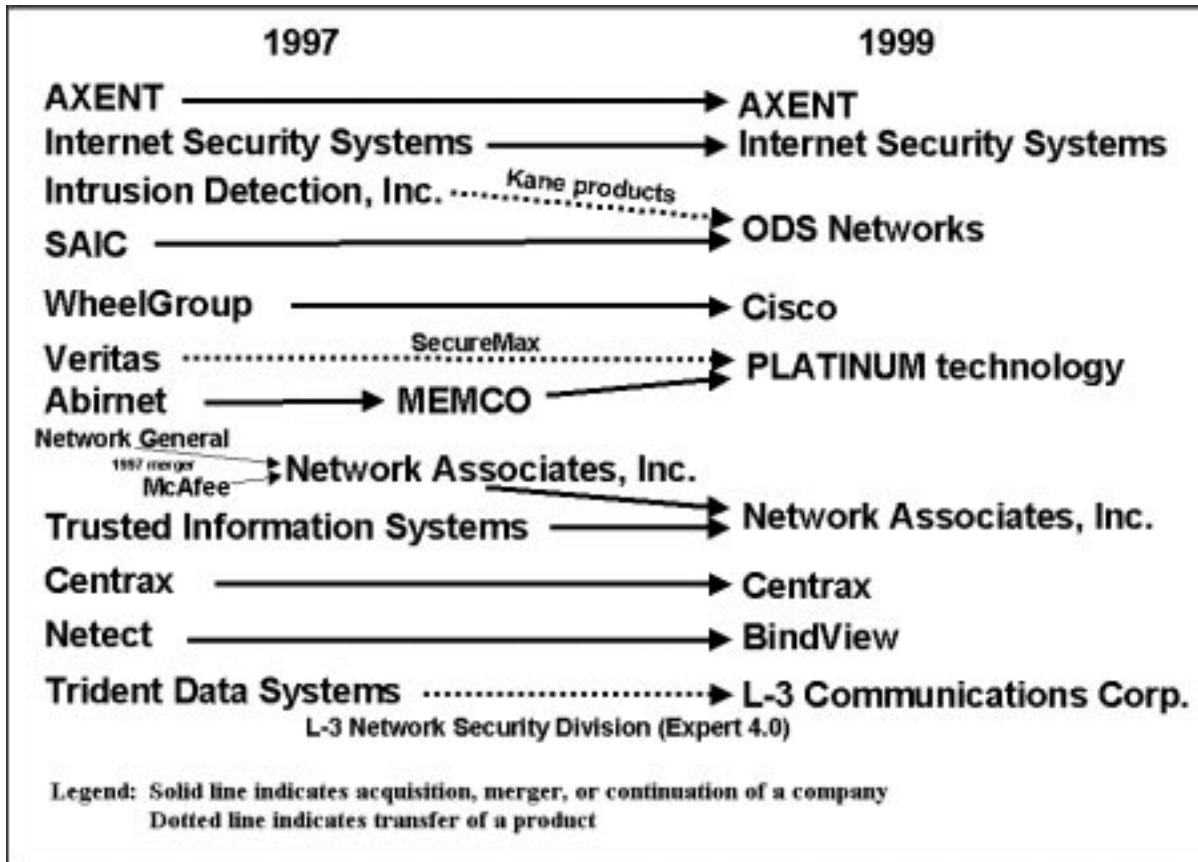 1997 1999
AXENT AXENT
Internet Security Systems Internet Security Systems
Intrusion Detection, Inc. Kane products
ODS Networks
SAIC
WheelGroup Cisco
Veritas SecureMax PLATINUM technology
Abirnet MEMCO
Network General
1997 merger Network Associates, Inc.
McAfee
Trusted Information Systems Network Associates, Inc.
Centrax Centrax
Netect BindView
Trident Data Systems L-3 Communications Corp.
L-3 Network Security Division (Expert 4.0)
Legend: Solid line indicates acquisition, merger, or continuation of a company
Dotted line indicates transfer of a product